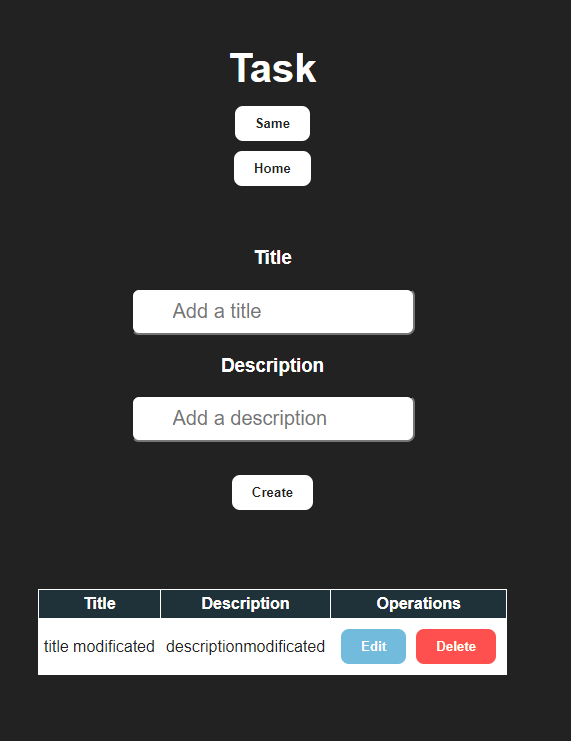 Task
Same
Home
Title
Add a title
Description
Add a description
Create
Title Description Operations
title modificated descriptionmodificated Edit Delete